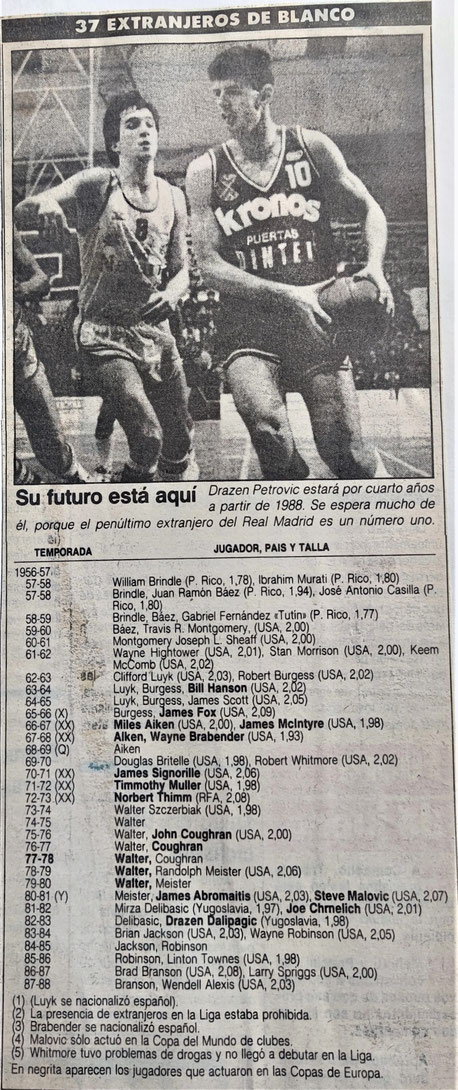 37 EXTRANJEROS DE BLANCO
8
10
Kronos
PUERTAS
Su futuro está aquí Drazen Petrovic estará por cuarto años
a partir de 1988. Se espera mucho de
él, porque el penúltimo extranjero del Real Madrid es un número uno.
TEMPORADA JUGADOR, PAIS Y TALLA
1956-57
57-58 William Brindle (P. Rico, 1,78), Ibrahim Murati (P. Rico, 1,80)
57-58 Brindle, Juan Ramón Báez (P. Rico, 1,94), José Antonio Casilla (P.
Rico, 1,80)
58-59 Brindle, Báez, Gabriel Fernández «Tutin» (P. Rico, 1,77)
59-60 Báez, Travis R. Montgomery, (USA, 2,00)
60-61 Montgomery Joseph L. Sheaff (USA, 2,00)
61-62 Wayne Hightower (USA, 2,01), Stan Morrison (USA, 2,00), Keem
McComb (USA, 2,02)
62-63 Clifford Luyk (USA, 2,03), Robert Burgess (USA, 2,02)
63-64 Luyk, Burgess, Bill Hanson (USA, 2,02)
64-65 Luyk, Burgess, James Scott (USA, 2,05)
65-66 (X) Burgess, James Fox (USA, 2,09)
66-67 (XX) Miles Aiken (USA, 2,00), James McIntyre (USA, 1,98)
67-68 (XX) Aiken, Wayne Brabender (USA, 1,93)
68-69 (Q) Aiken
69-70 Douglas Britelle (USA, 1,98), Robert Whitmore (USA, 2,02)
70-71 (XX) James Signorille (USA, 2,06)
71-72 (XX) Timmothy Muller (USA, 1,98)
72-73 (XX) Norbert Thimm (RFA, 2,08)
73-74 Walter Szczerbiak (USA, 1,98)
74-75 Walter
75-76 Walter, John Coughran (USA, 2,00)
76-77 Walter, Coughran
77-78 Walter, Coughran
78-79 Walter, Randolph Meister (USA, 2,06)
79-80 Walter, Meister
80-81 (Y) Meister, James Abromaitis (USA, 2,03), Steve Malovic (USA, 2,07)
81-82 Mirza Delibasic (Yugoslavia, 1,97), Joe Chrnelich (USA, 2,01)
82-83 Delibasic, Drazen Dalipagic (Yugoslavia, 1,98)
83-84 Brian Jackson (USA, 2,03), Wayne Robinson (USA, 2,05)
84-85 Jackson, Robinson
85-86 Robinson, Linton Townes (USA, 1,98)
86-87 Brad Branson (USA, 2,08), Larry Spriggs (USA, 2,00)
87-88 Branson, Wendell Alexis (USA, 2,03)
(1) (Luyk se nacionalizó español).
(2) La presencia de extranjeros en la Liga estaba prohibida.
(3) Brabender se nacionalizó español.
(4) Malovic sólo actuó en la Copa del Mundo de clubes.
(5) Whitmore tuvo problemas de drogas y no llegó a debutar en la Liga.
En negrita aparecen los jugadores que actuaron en las Copas de Europa.